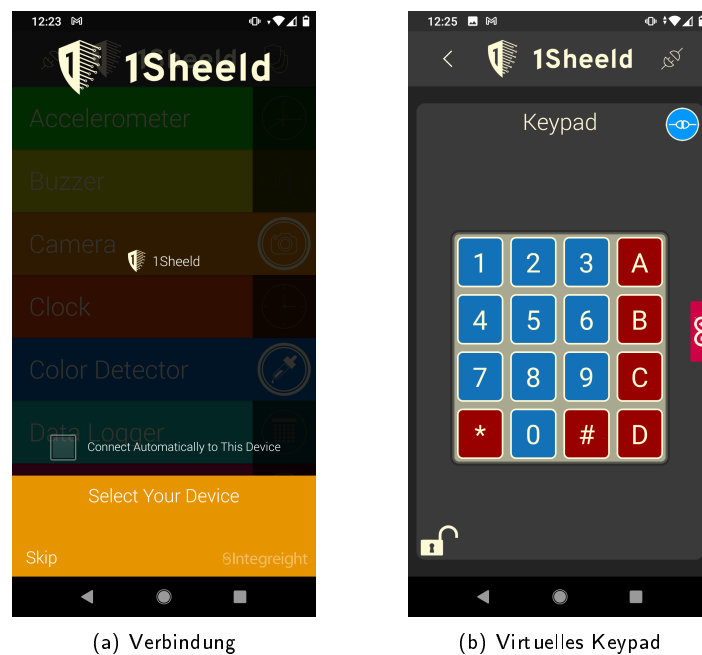 12:23
1Sheeld
Accelerometer
Buzzer
Camera
1Sheeld
Clock
Color Detector
Data Logger
Connect Automatically to This Device
Select Your Device
Skip
Integreight
(a) Verbindung
12:25
1Sheeld
Keypad
1 2 3 A
4 5 6 B
7 8 9 C
* 0 # D
(b) Virtuelles Keypad